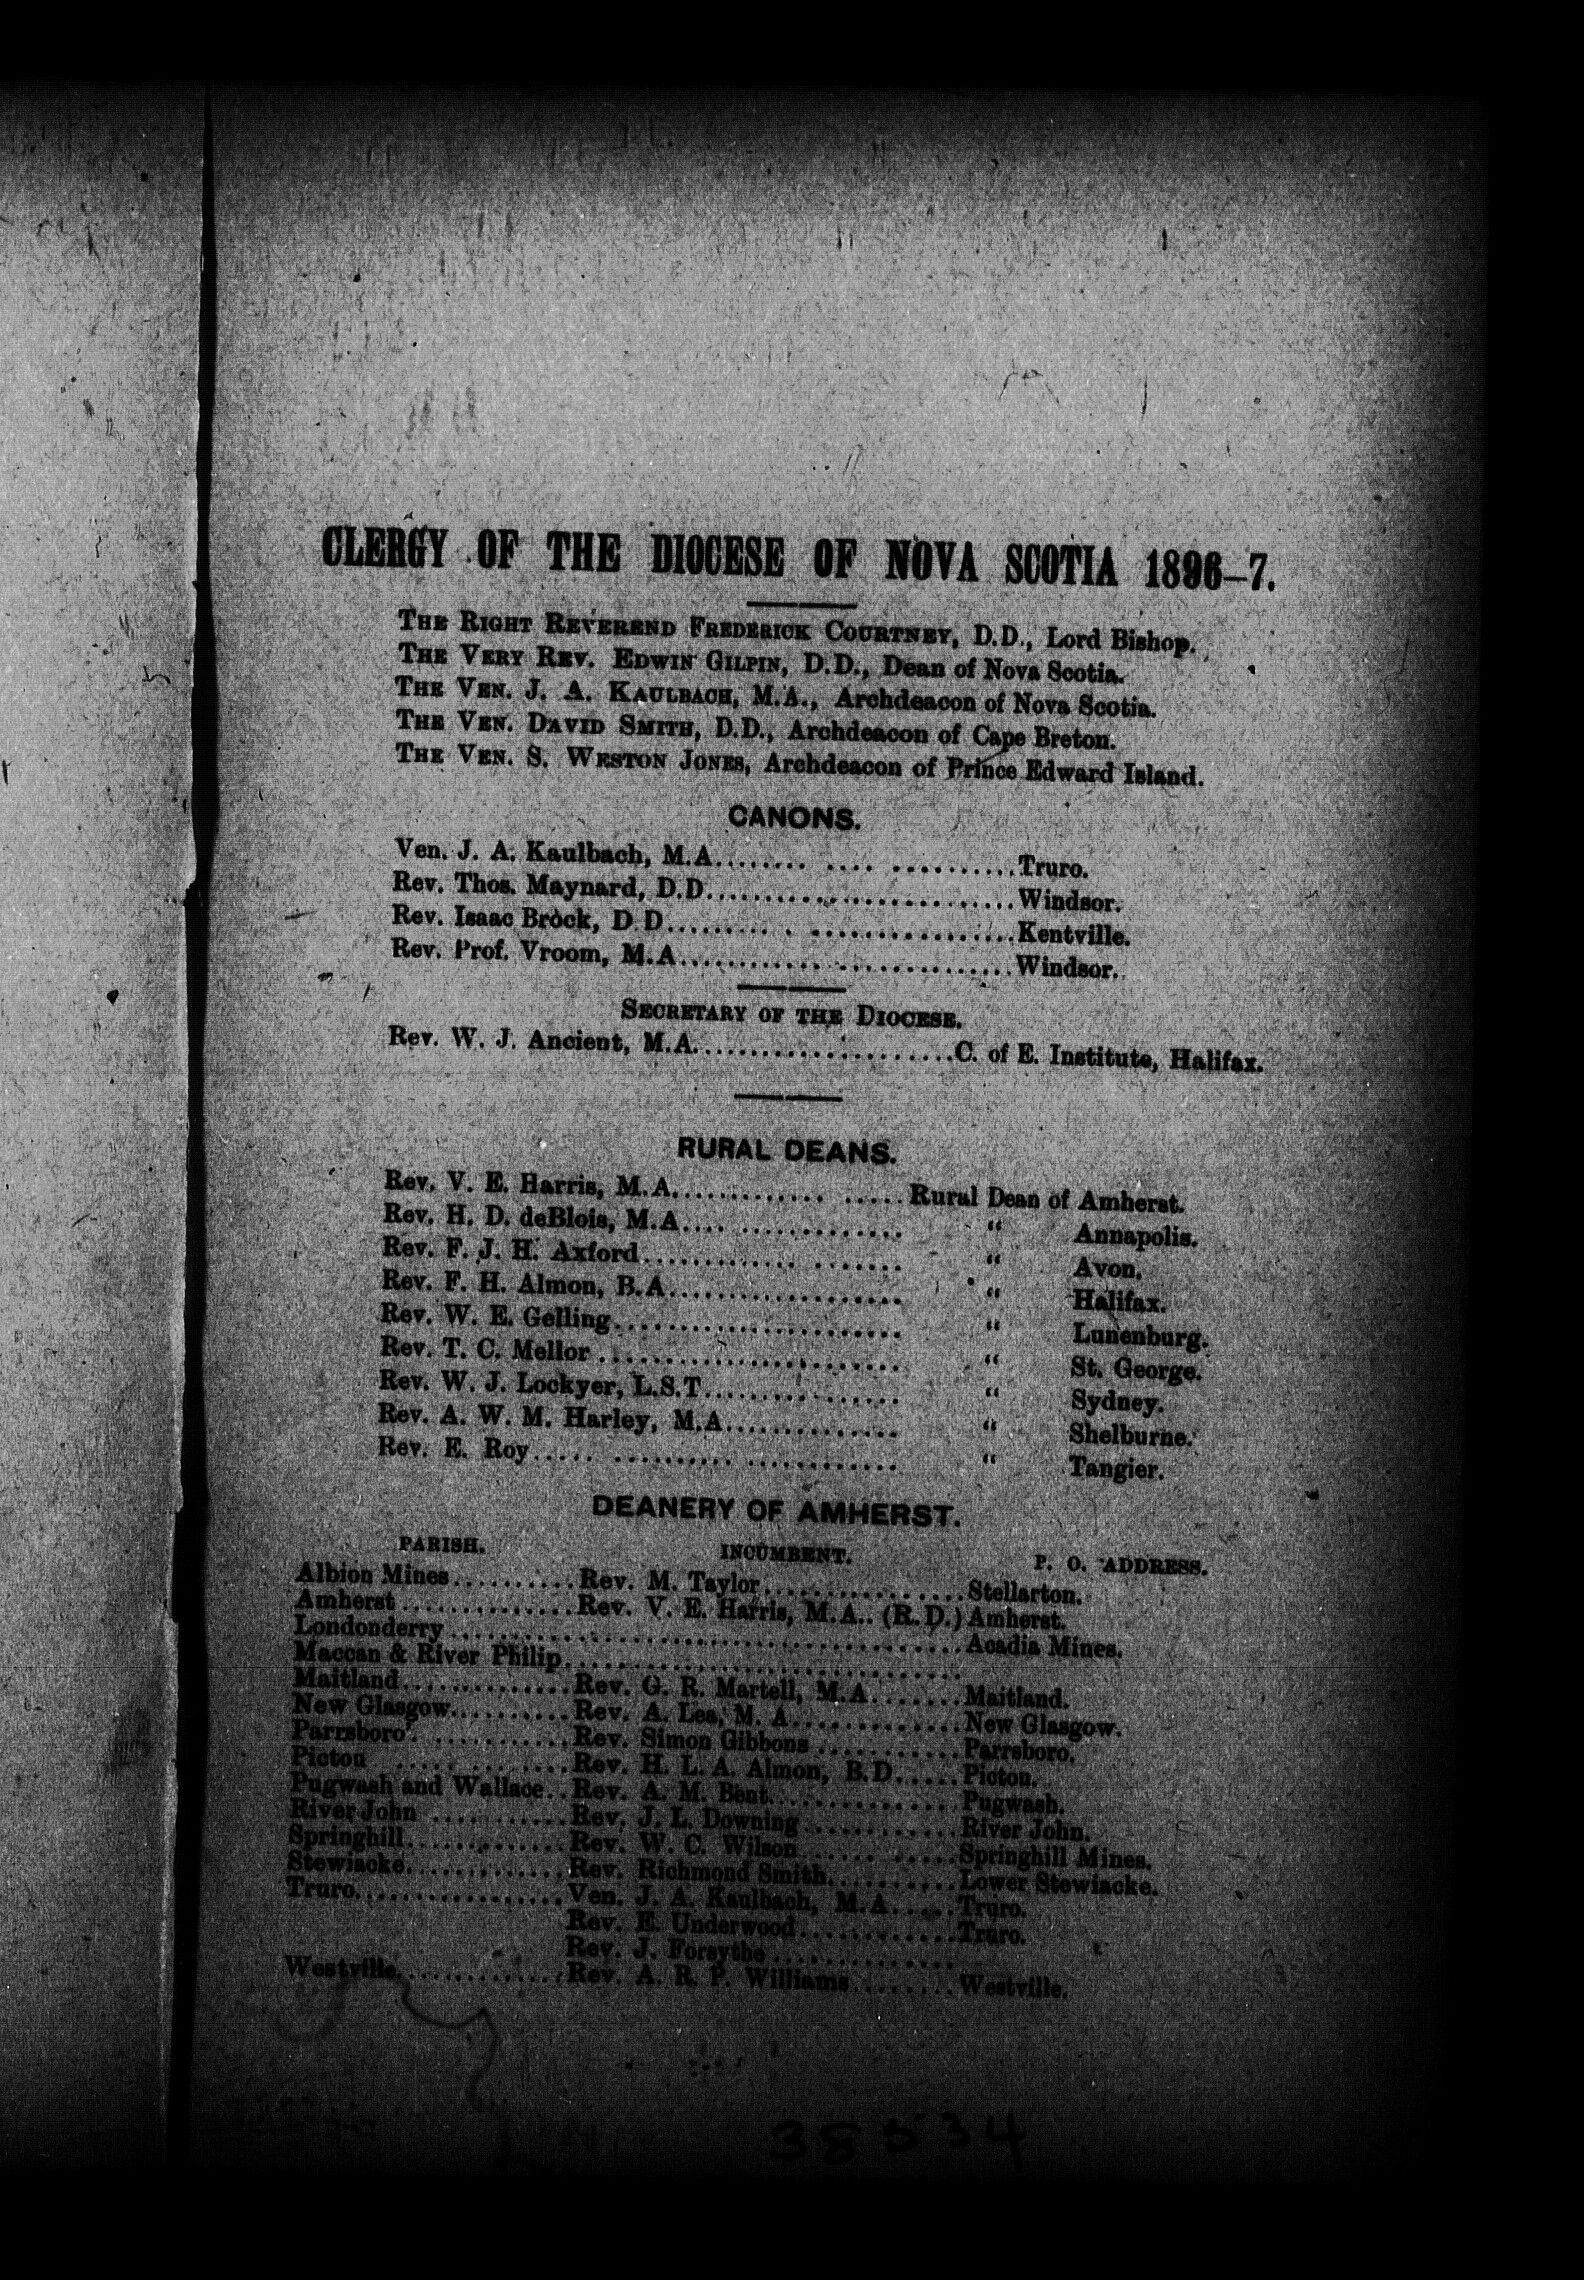 CLERGY OF THE DIOCESE OF NOVA SCOTIA 1896-7.
THE RIGHT REVEREND FREDERICK COURTNEY, D.D., Lord Bishop.
THE VERY REV. EDWIN GILPIN, D.D., Dean of Nova Scotia.
THE VEN. J. A. KAULBACH, M.A., Archdeacon of Nova Scotia.
THE VEN. DAVID SMITH, D.D., Archdeacon of Cape Breton.
THE VEN. S. WESTON JONES, Archdeacon of Prince Edward Island.
CANONS.
Ven. J. A. Kaulbach, M.A........ .... ..........Truro.
Rev. Thos. Maynard, D.D..........................Windsor.
Rev. Isaac Brock, D.D......... . ................Kentville.
Rev. Prof. Vroom, M.A............ ..............Windsor.
SECRETARY OF THE DIOCESE.
Rev. W. J. Ancient, M.A......................C. of E. Institute, Halifax.
RURAL DEANS.
Rev. V. E. Harris, M.A............. .....Rural Dean of Amherst.
Rev. H. D. deBlois, M.A.... ............. “ Annapolis.
Rev. F. J. H. Axford............. ....... “ Avon.
Rev. F. H. Almon, B.A.................. “ Halifax.
Rev. W. E. Gelling...................... “ Lunenburg.
Rev. T. C. Mellor ....................... “ St. George.
Rev. W. J. Lockyer, L.S.T............... “ Sydney.
Rev. A. W. M. Harley, M.A.............. “ Shelburne.
Rev. E. Roy..... ......... ............ “ Tangier.
DEANERY OF AMHERST.
PARISH. INCUMBENT. P. O. ADDRESS.
Albion Mines..........Rev. M. Taylor................Stellarton.
Amherst..............Rev. V. E. Harris, M.A.. (R.D.) Amherst.
Londonderry.......................................Acadia Mines.
Maccan & River Philip..............................
Maitland..............Rev. G. R. Martell, M.A.......Maitland.
New Glasgow..........Rev. A. Lea, M. A.............New Glasgow.
Parrsboro'. ...........Rev. Simon Gibbons ...........Parrsboro.
Pictou ..............Rev. H. L. A. Almon, B.D.....Pictou.
Pugwash and Wallace..Rev. A. M. Bent..............Pugwash.
River John ...........Rev. J. L. Downing............River John.
Springhill.............Rev. W. C. Wilson...... .....Springhill Mines.
Stewiacke.............Rev. Richmond Smith..........Lower Stewiacke.
Truro.................Ven. J. A. Kaulbach, M.A.....Truro.
Rev. E. Underwood............Truro.
Rev. J. Forsythe..............
Westville..............Rev. A. R. P. Williams........Westville.
38534